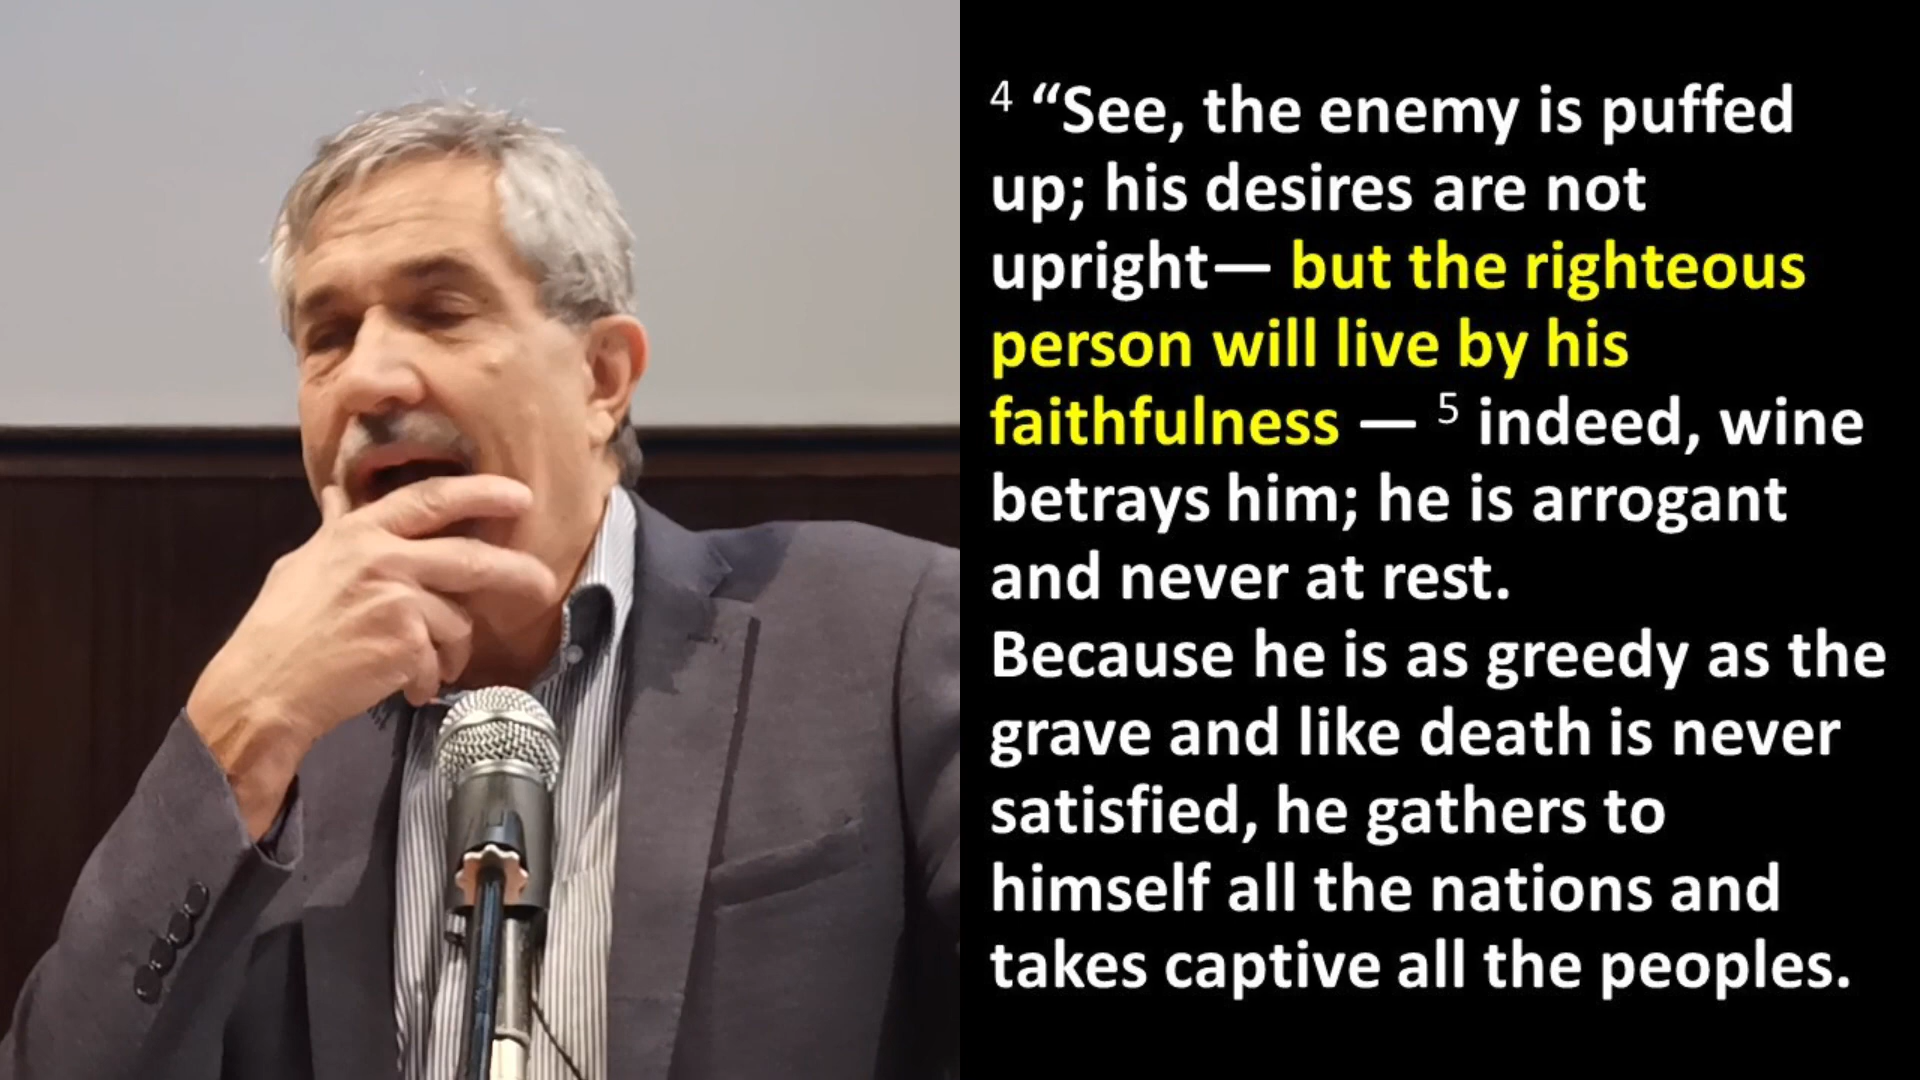 4 “See, the enemy is puffed
up; his desires are not
upright— but the righteous
person will live by his
faithfulness — 5 indeed, wine
betrays him; he is arrogant
and never at rest.
Because he is as greedy as the
grave and like death is never
satisfied, he gathers to
himself all the nations and
takes captive all the peoples.